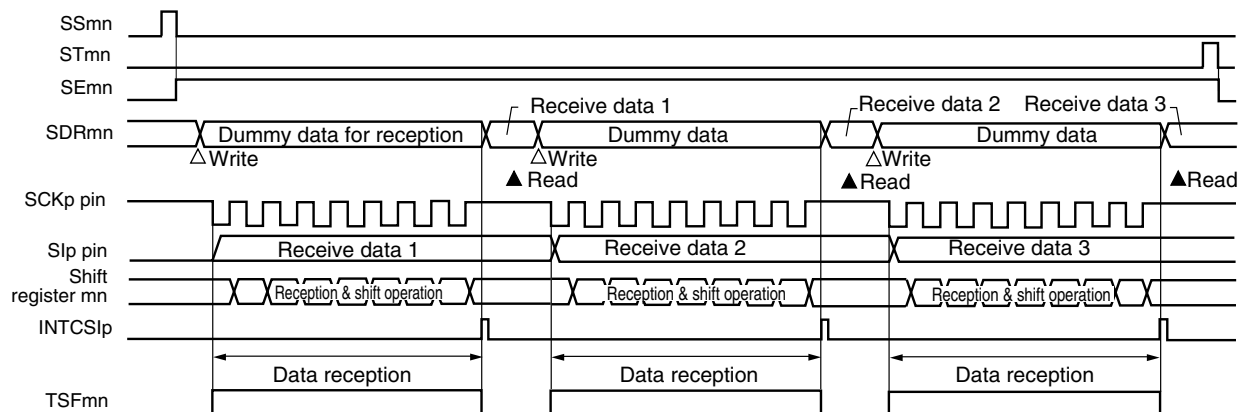 SSmn
STmn
SEmn
Receive data 1
Receive data 2 Receive data 3
SDRmn Dummy data for reception Dummy data Dummy data
△Write △Write △Write
▲Read ▲Read ▲Read
SCKp pin
SIp pin Receive data 1 Receive data 2 Receive data 3
Shift
register mn Reception & shift operation Reception & shift operation Reception & shift operation
INTCSIp
Data reception Data reception Data reception
TSFmn